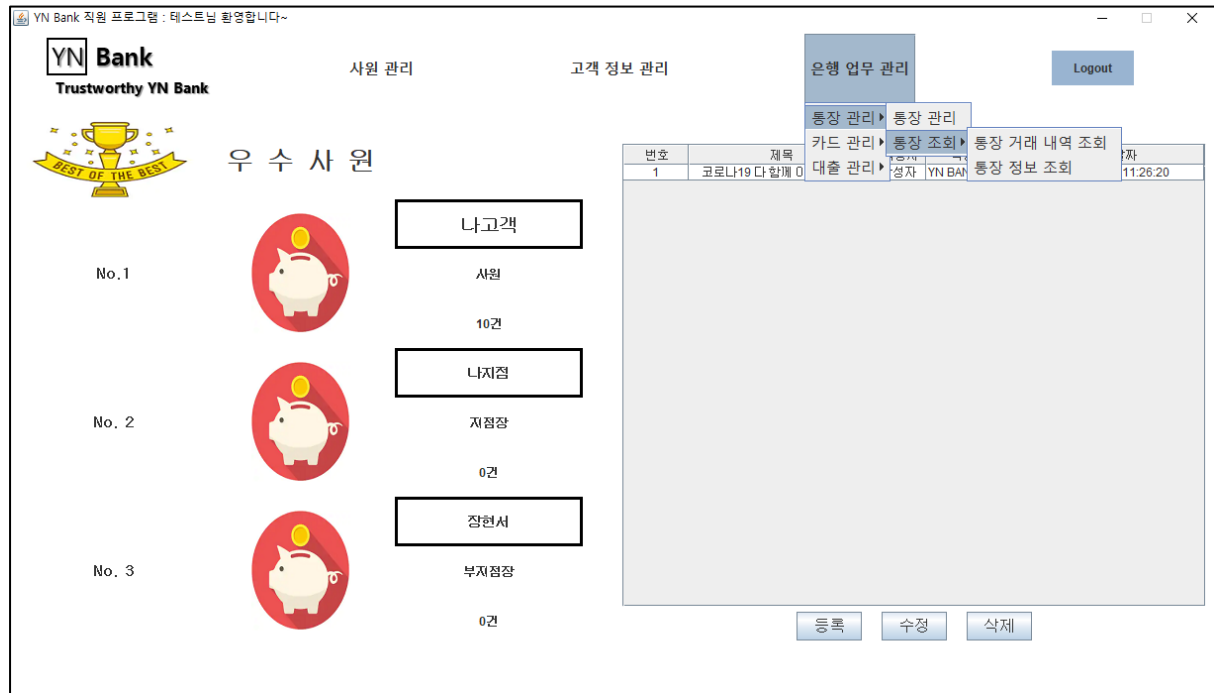 YN Bank 직원 프로그램 : 테스트님 환영합니다~
YN Bank
Trustworthy YN Bank
사원 관리
고객 정보 관리
은행 업무 관리
Logout
통장 관리
통장 관리
카드 관리
통장 조회
통장 거래 내역 조회
대출 관리
통장 정보 조회
BEST OF THE BEST
우 수 사 원
번호 제목
1 코로나19 다 함께 성자 YN BAN 11:26:20
No.1
나고객
사원
10건
No. 2
나지점
지점장
0건
No. 3
장현서
부지점장
0건
등록 수정 삭제